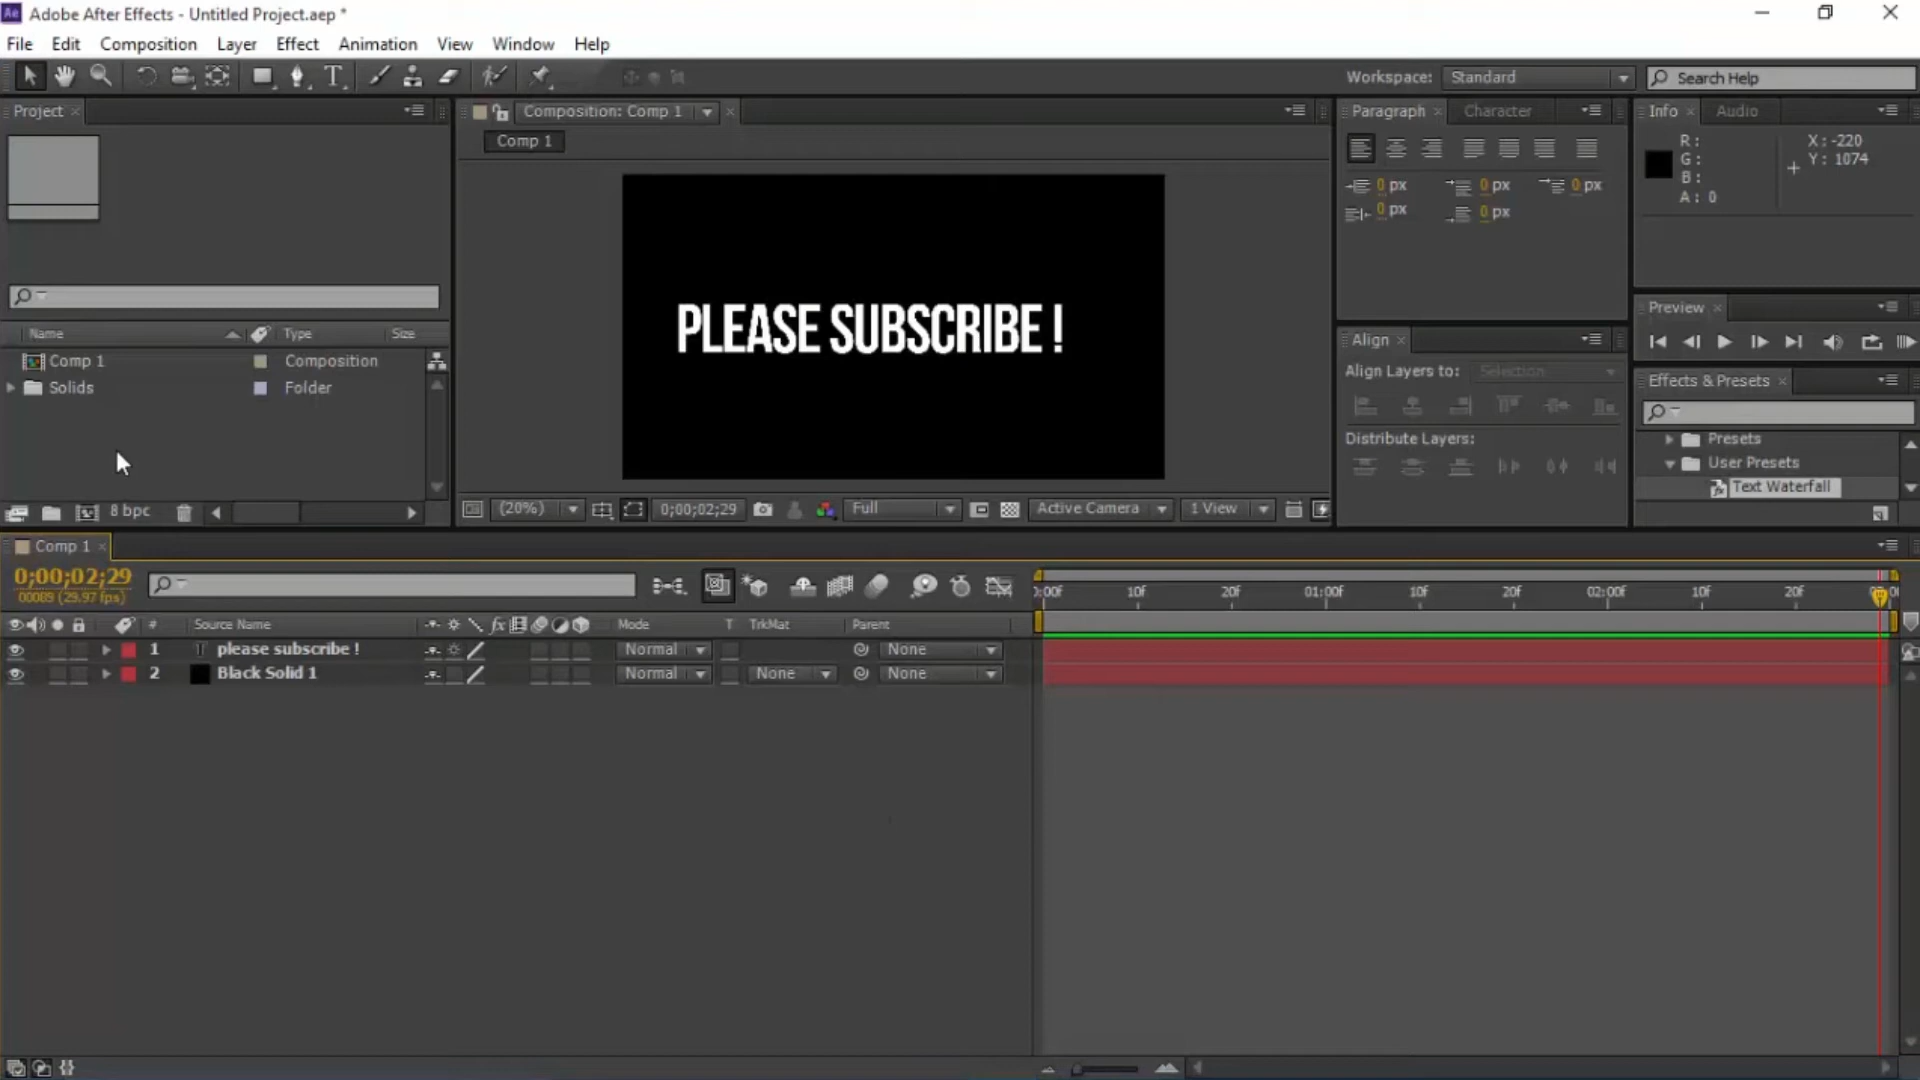 Adobe After Effects - Untitled Project.aep *
File Edit Composition Layer Effect Animation View Window Help
Workspace: Standard Search Help
Project
Composition: Comp 1
Paragraph Character
Info Audio
Comp 1
R:
G:
B:
A: 0
X: -220
Y: 1074
0 px 0 px 0 px
0 px 0 px
PLEASE SUBSCRIBE !
Preview
Name Type Size
Comp 1 Composition
Solids Folder
Align
Align Layers to: Selection
Distribute Layers:
Effects & Presets
Presets
User Presets
Text Waterfall
8 bpc
(20%) 0;00;02;29 Full Active Camera 1 View
Comp 1
0;00;02;29
00089 (29.97 fps)
:00F 10f 20f 01:00F 10f 20f 02:00F 10f 20f
# Source Name Mode T TrkMat Parent
1 T please subscribe ! Normal None
2 Black Solid 1 Normal None None